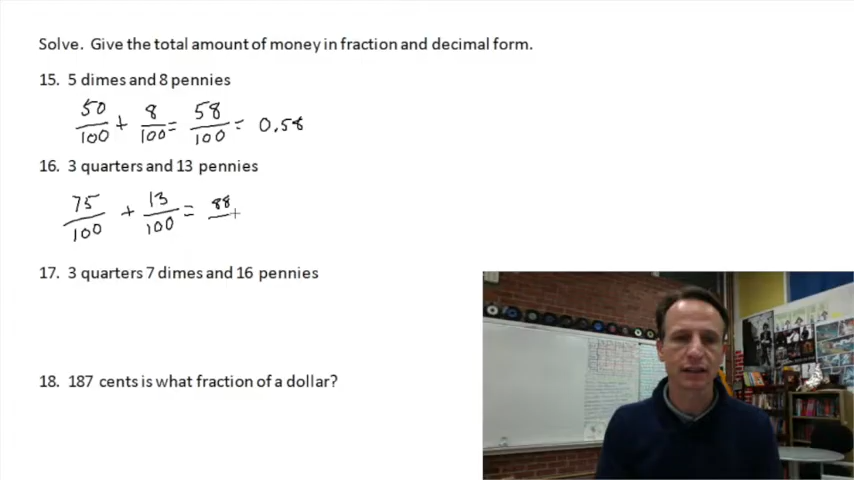 Solve. Give the total amount of money in fraction and decimal form.
15. 5 dimes and 8 pennies
50/100 + 8/100 = 58/100 = 0.58
16. 3 quarters and 13 pennies
75/100 + 13/100 = 88/
17. 3 quarters 7 dimes and 16 pennies
18. 187 cents is what fraction of a dollar?